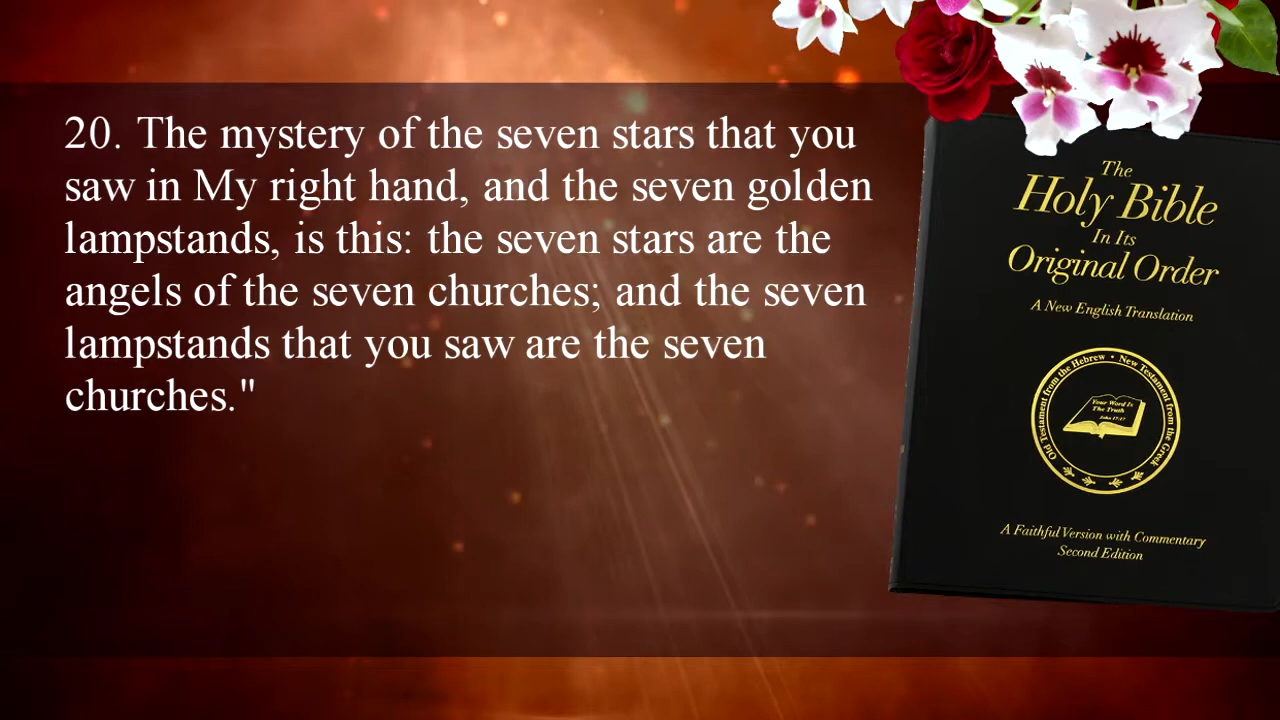 20. The mystery of the seven stars that you
saw in My right hand, and the seven golden
lampstands, is this: the seven stars are the
angels of the seven churches; and the seven
lampstands that you saw are the seven
churches."
The
Holy Bible
In Its
Original Order
A New English Translation
Old Testament from the Hebrew • New Testament from the Greek
Your Word Is
The Truth
John 17:17
A Faithful Version with Commentary
Second Edition